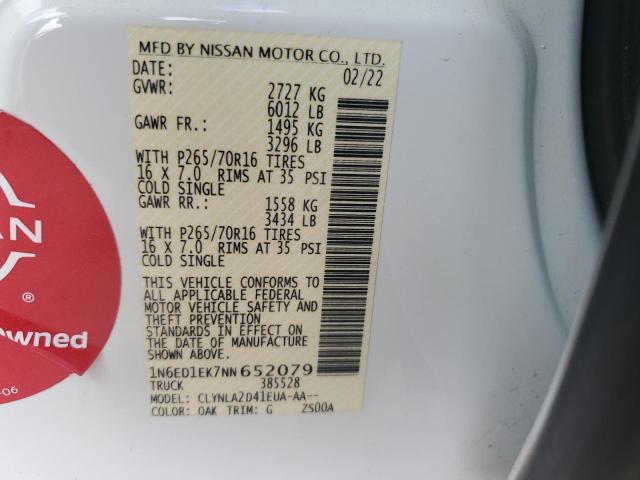 MFD BY NISSAN MOTOR CO., LTD.
DATE: 02/22
GVWR: 2727 KG
6012 LB
GAWR FR.: 1495 KG
3296 LB
WITH P265/70R16 TIRES
16 X 7.0 RIMS AT 35 PSI
COLD SINGLE
GAWR RR.: 1558 KG
3434 LB
WITH P265/70R16 TIRES
16 X 7.0 RIMS AT 35 PSI
COLD SINGLE
THIS VEHICLE CONFORMS TO
ALL APPLICABLE FEDERAL
MOTOR VEHICLE SAFETY AND
THEFT PREVENTION
STANDARDS IN EFFECT ON
THE DATE OF MANUFACTURE
SHOWN ABOVE.
1N6ED1EK7NN652079
TRUCK 385528
MODEL: CLYNLA2D41EUA-AA--
COLOR: QAK TRIM: G ZS00A
AN
®
wned
-06